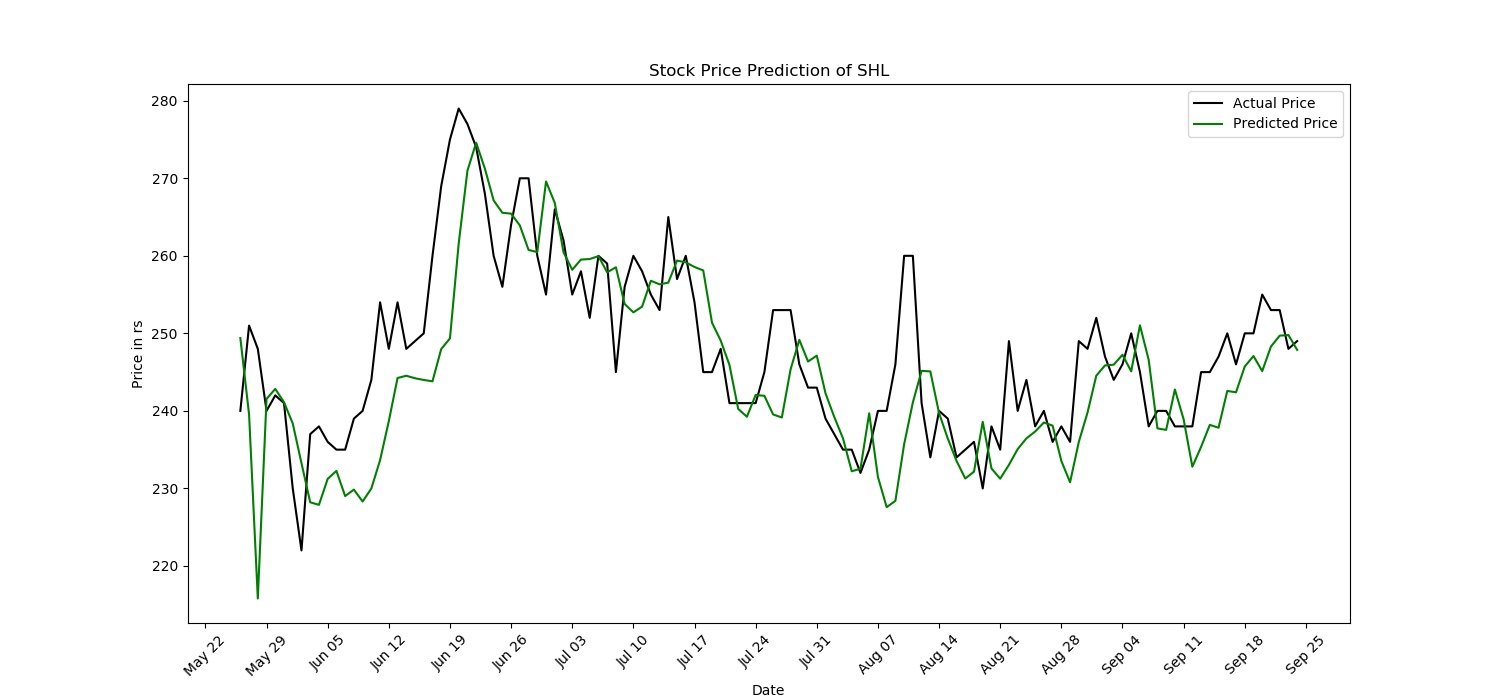 Stock Price Prediction of SHL
Actual Price
Predicted Price
280
270
260
250
240
230
220
Price in rs
May 22
May 29
Jun 05
Jun 12
Jun 19
Jun 26
Jul 03
Jul 10
Jul 17
Jul 24
Jul 31
Aug 07
Aug 14
Aug 21
Aug 28
Sep 04
Sep 11
Sep 18
Sep 25
Date